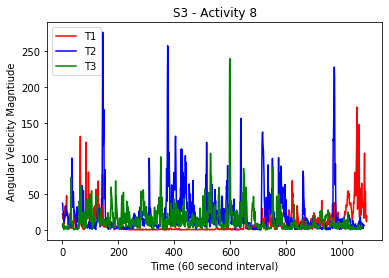 S3 - Activity 8
T1
T2
T3
Angular Velocity Magntiude
250
200
150
100
50
0
0 200 400 600 800 1000
Time (60 second interval)